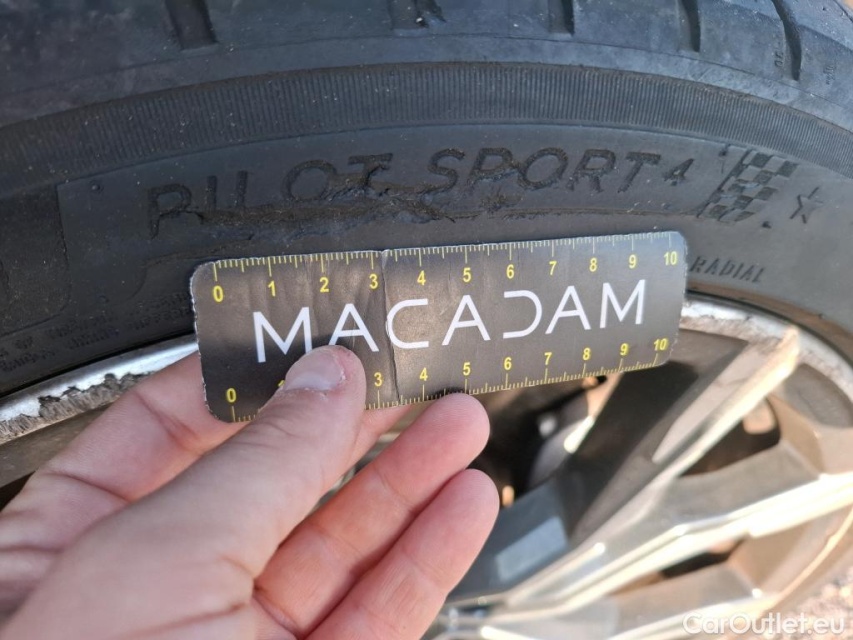 PILOT SPORT 4
RADIAL
0 1 2 3 4 5 6 7 8 9 10
MACADAM
0 3 4 5 6 7 8 9 10
CarOutlet.eu